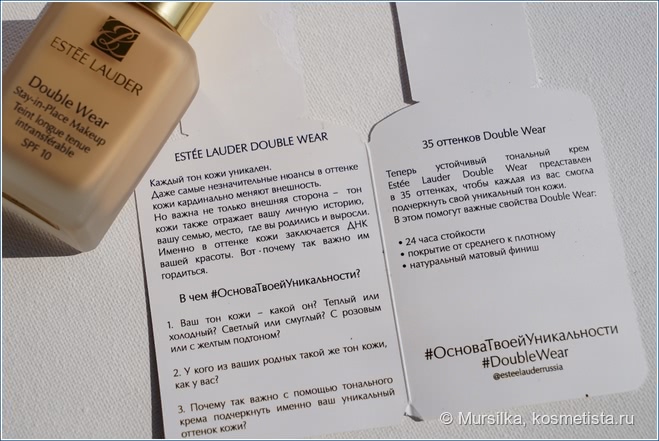 ESTĒE LAUDER
Double Wear
Stay-in-Place Makeup
Teint longue tenue
intransférable
SPF 10
ESTÉE LAUDER DOUBLE WEAR
Каждый тон кожи уникален.
Даже самые незначительные нюансы в оттенке
кожи кардинально меняют внешность.
Но важна не только внешняя сторона – тон
кожи также отражает вашу личную историю,
вашу семью, место, где вы родились и выросли.
Именно в оттенке кожи заключается ДНК
вашей красоты. Вот почему так важно им
гордиться.
В чем #ОсноваТвоейУникальности?
1. Ваш тон кожи – какой он? Теплый или
холодный? Светлый или смуглый? С розовым
или с желтым подтоном?
2. У кого из ваших родных такой же тон кожи,
как у вас?
3. Почему так важно с помощью тонального
крема подчеркнуть именно ваш уникальный
оттенок кожи?
35 оттенков Double Wear
Теперь устойчивый тональный крем
Estée Lauder Double Wear представлен
в 35 оттенках, чтобы каждая из вас смогла
подчеркнуть свой уникальный тон кожи.
В этом помогут важные свойства Double Wear:
• 24 часа стойкости
• покрытие от среднего к плотному
• натуральный матовый финиш
#ОсноваТвоейУникальности
#DoubleWear
@esteelauderrussia
© Mursilka, kosmetista.ru